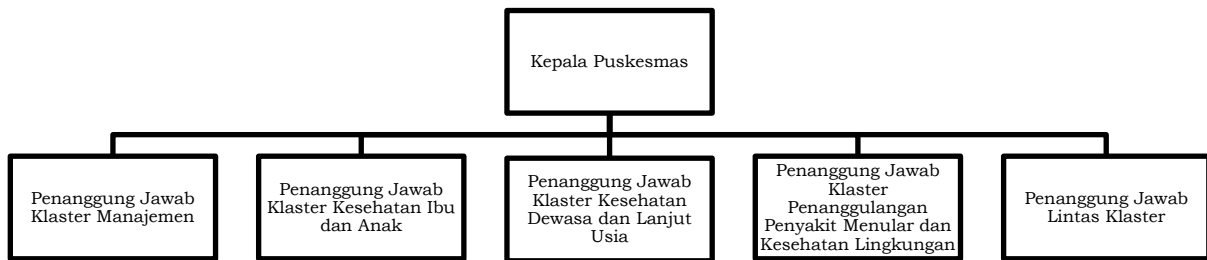 Kepala Puskesmas
Penanggung Jawab
Klaster Manajemen
Penanggung Jawab
Klaster Kesehatan Ibu
dan Anak
Penanggung Jawab
Klaster Kesehatan
Dewasa dan Lanjut
Usia
Penanggung Jawab
Klaster
Penanggulangan
Penyakit Menular dan
Kesehatan Lingkungan
Penanggung Jawab
Lintas Klaster